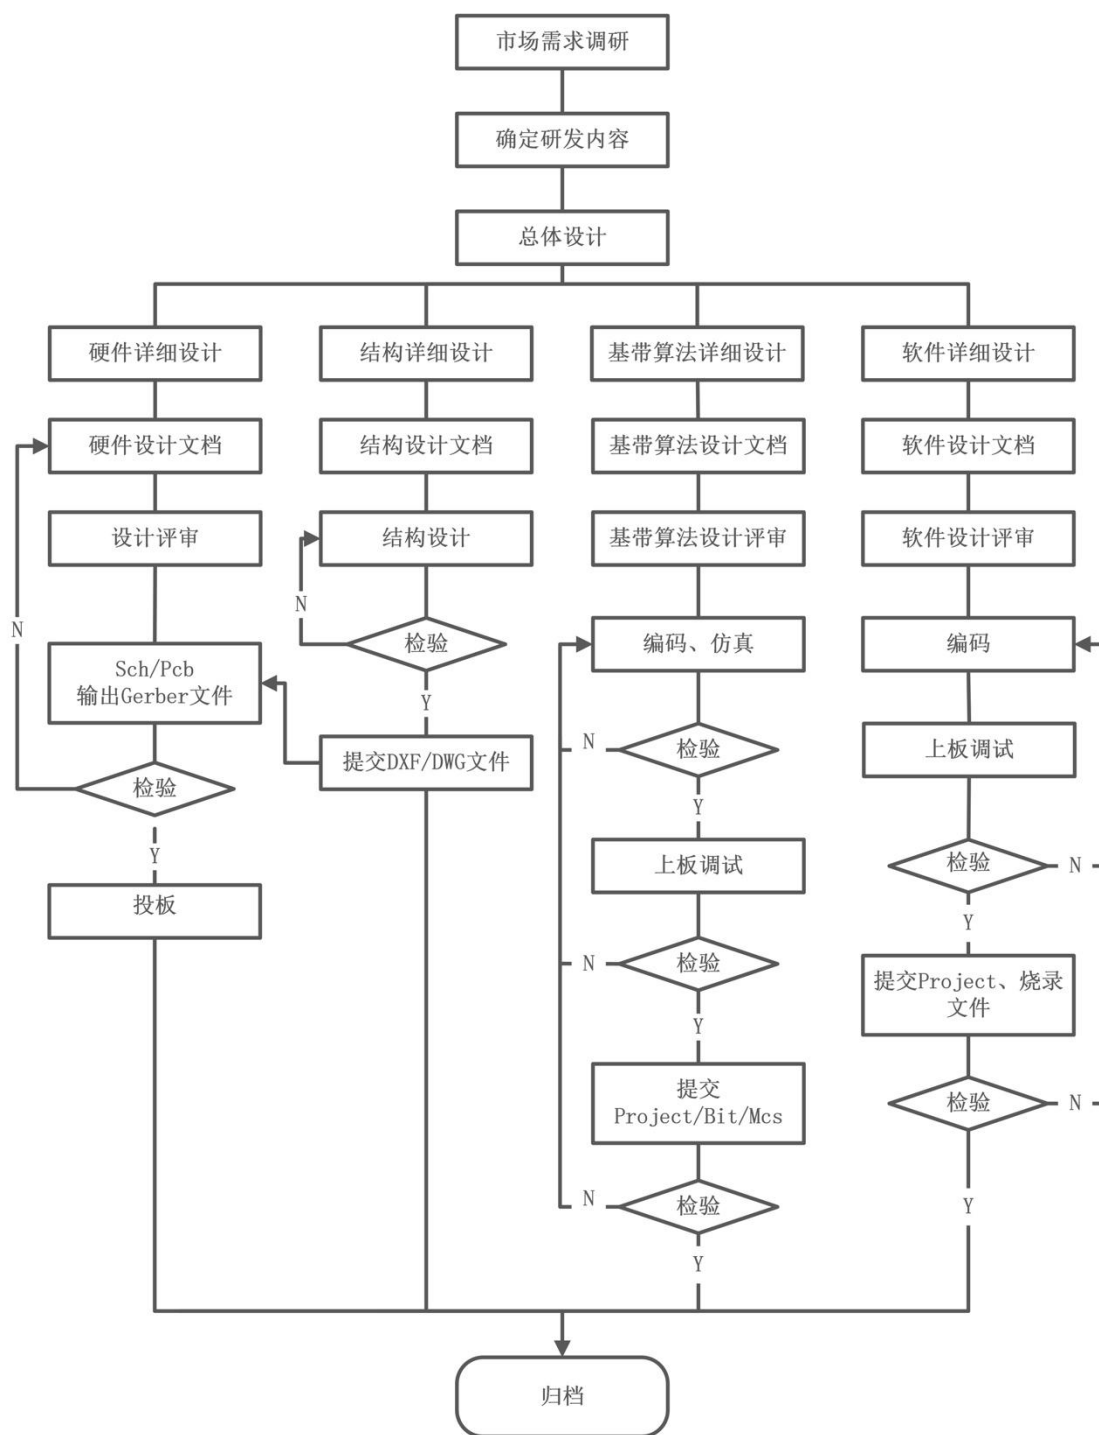 市场需求调研
确定研发内容
总体设计
硬件详细设计
结构详细设计
基带算法详细设计
软件详细设计
硬件设计文档
结构设计文档
基带算法设计文档
软件设计文档
设计评审
结构设计
基带算法设计评审
软件设计评审
N
N
检验
编码、仿真
编码
Sch/Pcb
输出Gerber文件
Y
提交DXF/DWG文件
N
检验
上板调试
检验
Y
Y
上板调试
检验
N
投板
Y
N
检验
提交Project、烧录
文件
Y
提交
Project/Bit/Mcs
检验
N
N
检验
Y
Y
归档